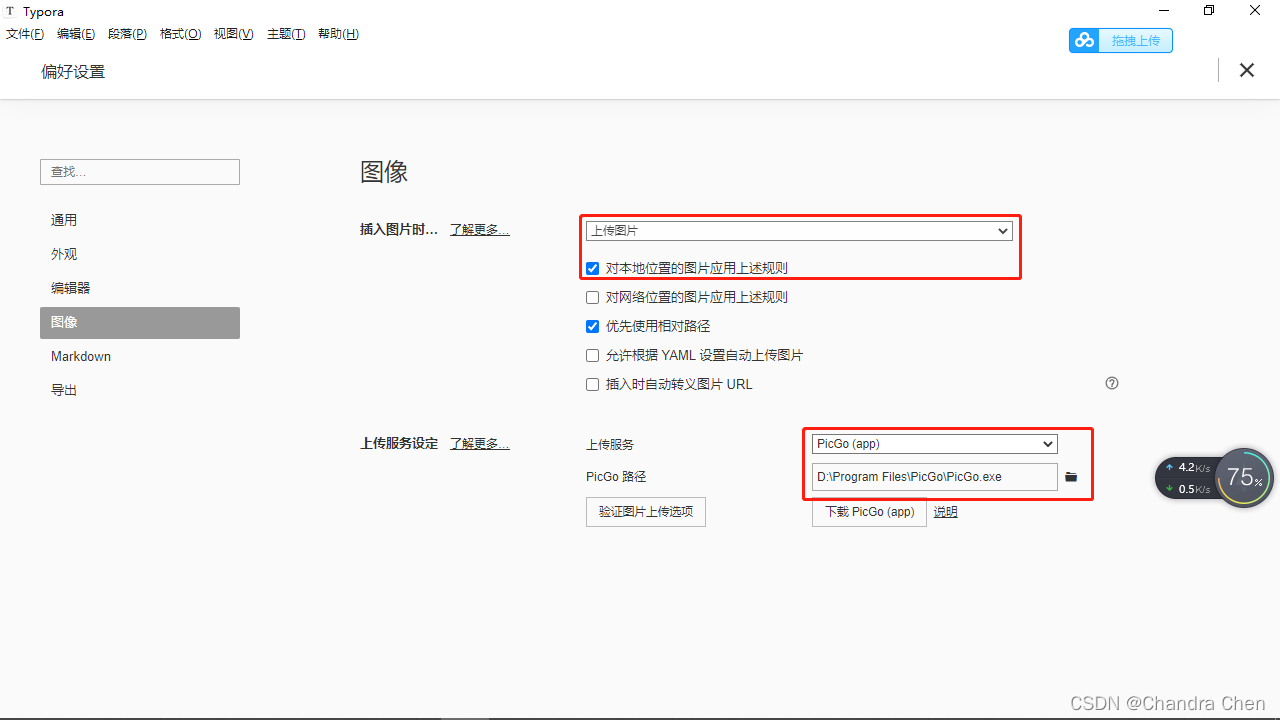 Typora
文件(F) 编辑(E) 段落(P) 格式(O) 视图(V) 主题(T) 帮助(H)
拖拽上传
偏好设置
查找...
通用
外观
编辑器
图像
Markdown
导出
图像
插入图片时... 了解更多...
上传图片
对本地位置的图片应用上述规则
对网络位置的图片应用上述规则
优先使用相对路径
允许根据 YAML 设置自动上传图片
插入时自动转义图片 URL
上传服务设定 了解更多...
上传服务 PicGo (app)
PicGo 路径 D:\Program Files\PicGo\PicGo.exe
验证图片上传选项 下载 PicGo (app) 说明
4.2K/s
0.5K/s
75%
CSDN @Chandra Chen